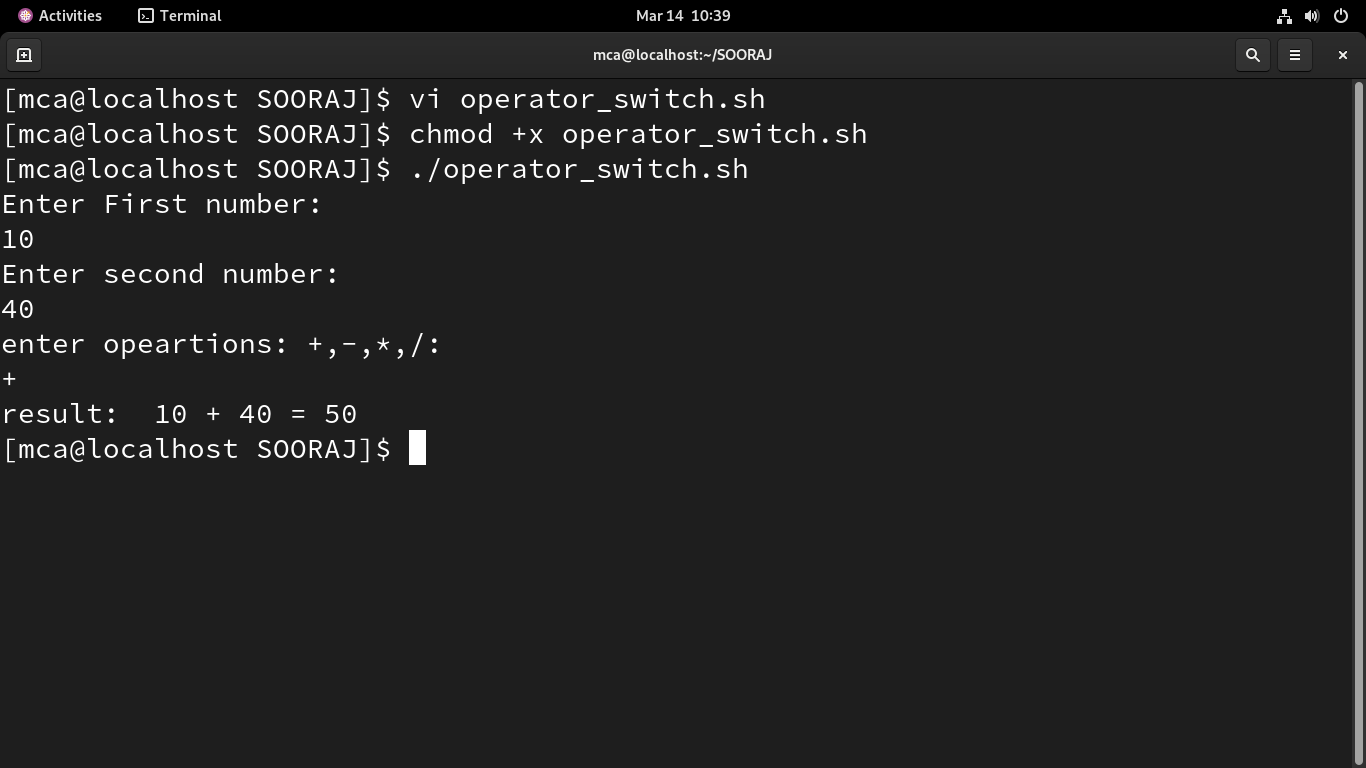 Activities Terminal Mar 14 10:39
mca@localhost:~/SOORAJ
[mca@localhost SOORAJ]$ vi operator_switch.sh
[mca@localhost SOORAJ]$ chmod +x operator_switch.sh
[mca@localhost SOORAJ]$ ./operator_switch.sh
Enter First number:
10
Enter second number:
40
enter opeartions: +,-,*,/:
+
result:  10 + 40 = 50
[mca@localhost SOORAJ]$